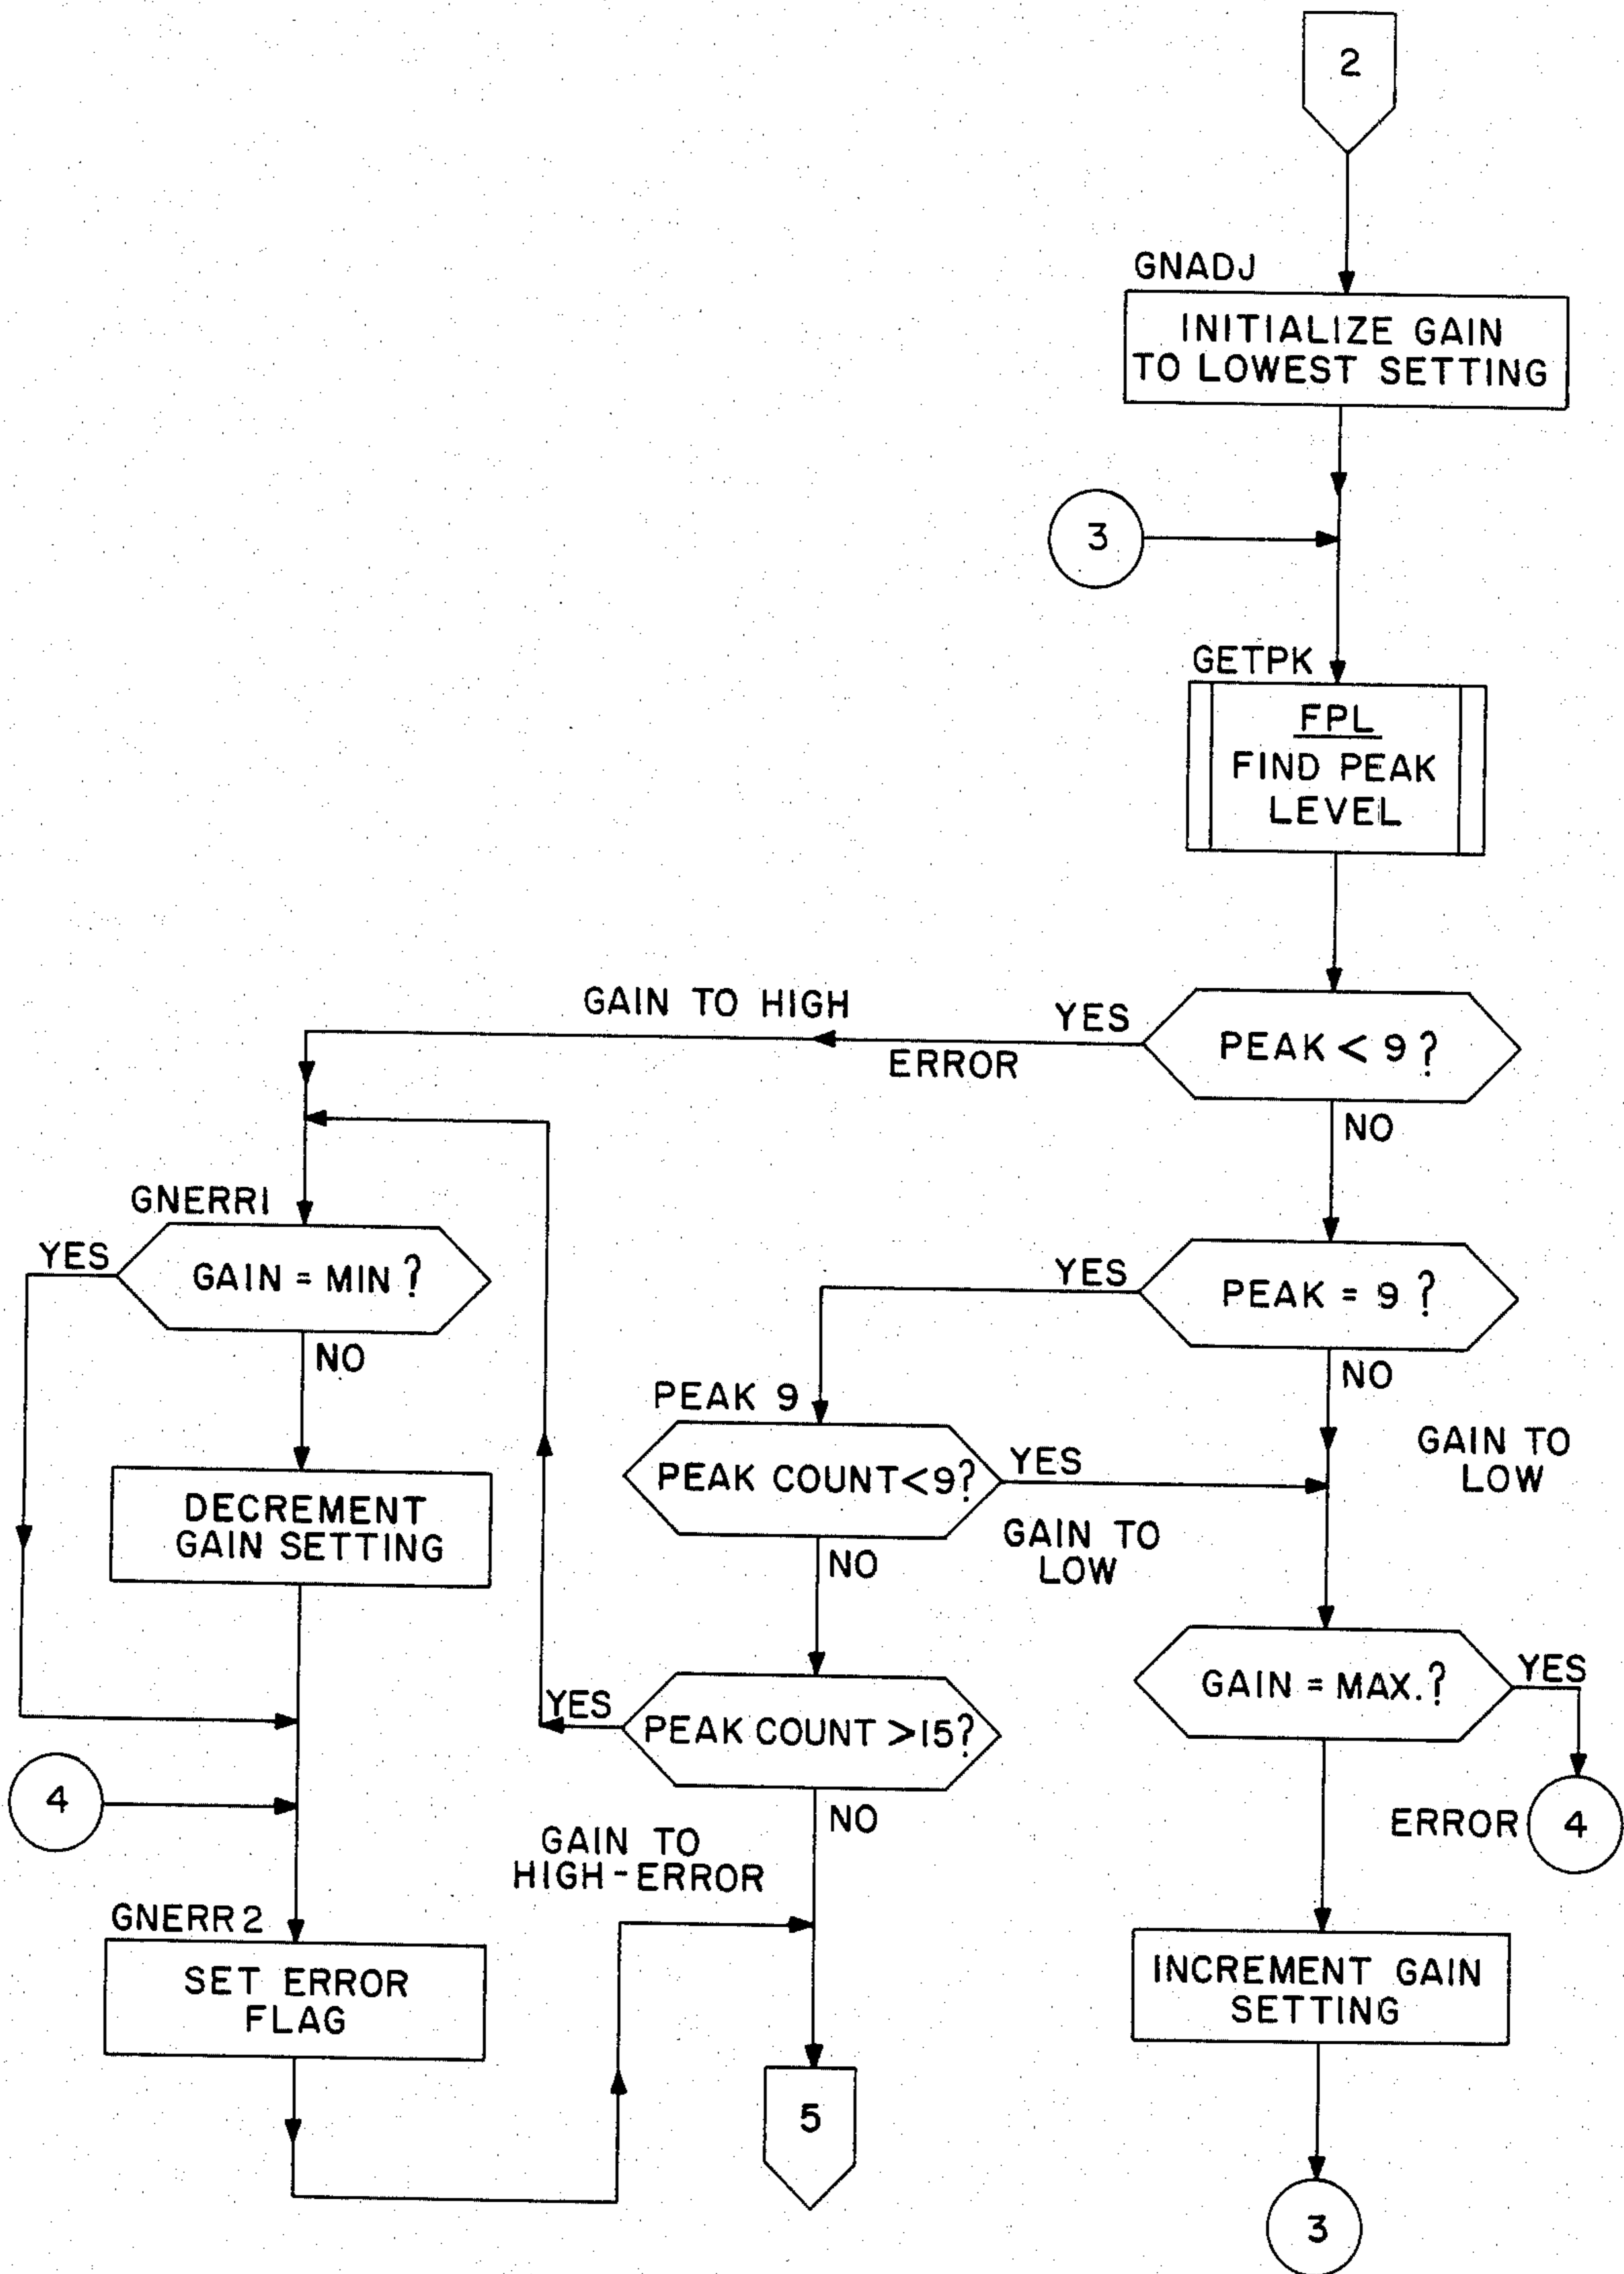 2
GNADJ
INITIALIZE GAIN
TO LOWEST SETTING
3
GETPK
FPL
FIND PEAK
LEVEL
GAIN TO HIGH
ERROR
YES
PEAK < 9 ?
NO
GNERR1
YES
GAIN = MIN ?
NO
DECREMENT
GAIN SETTING
YES
PEAK = 9 ?
NO
PEAK 9
PEAK COUNT<9?
YES
GAIN TO
LOW
GAIN TO
LOW
NO
YES
PEAK COUNT >15?
NO
GAIN = MAX.?
YES
ERROR
4
4
GAIN TO
HIGH-ERROR
GNERR2
SET ERROR
FLAG
5
INCREMENT GAIN
SETTING
3